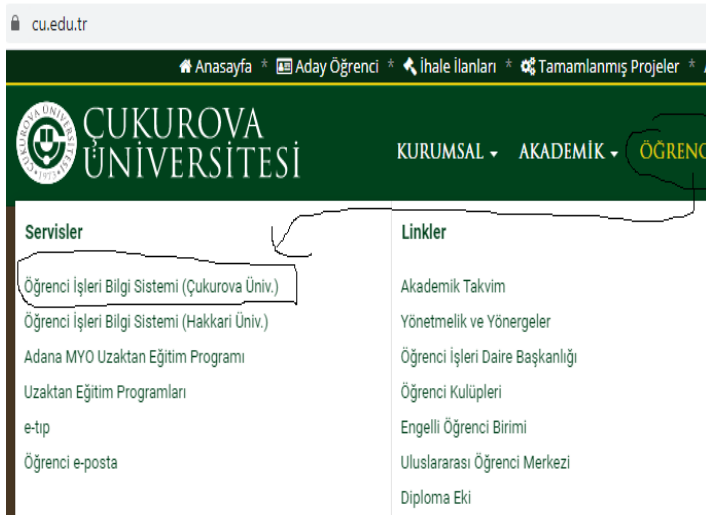 cu.edu.tr
Anasayfa * Aday Öğrenci * İhale İlanları * Tamamlanmış Projeler *
ÇUKUROVA
ÜNİVERSİTESİ
KURUMSAL AKADEMİK ÖĞRENC
Servisler
Öğrenci İşleri Bilgi Sistemi (Çukurova Üniv.)
Öğrenci İşleri Bilgi Sistemi (Hakkari Üniv.)
Adana MYO Uzaktan Eğitim Programı
Uzaktan Eğitim Programları
e-tıp
Öğrenci e-posta
Linkler
Akademik Takvim
Yönetmelik ve Yönergeler
Öğrenci İşleri Daire Başkanlığı
Öğrenci Kulüpleri
Engelli Öğrenci Birimi
Uluslararası Öğrenci Merkezi
Diploma Eki